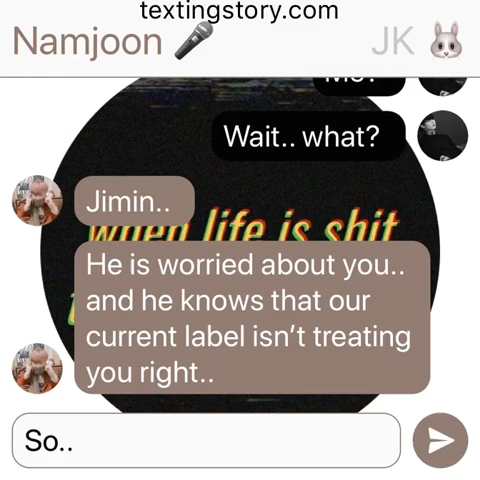 textingstory.com
Namjoon 🎤 JK 🐰
Wait.. what?
Jimin..
when life is shit
He is worried about you..
and he knows that our
current label isn't treating
you right..
So..